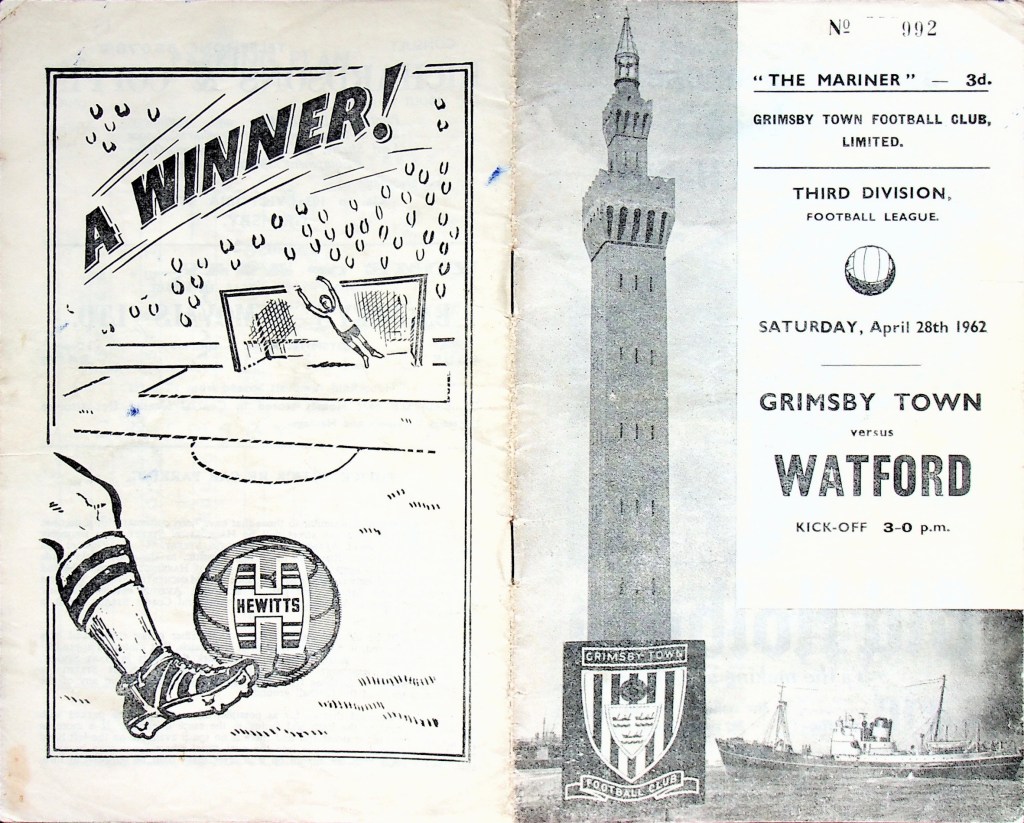 A WINNER!
HEWITTS
H
Nº 992
"THE MARINER" — 3d.
GRIMSBY TOWN FOOTBALL CLUB,
LIMITED.
THIRD DIVISION,
FOOTBALL LEAGUE.
SATURDAY, April 28th 1962
GRIMSBY TOWN
versus
WATFORD
KICK-OFF 3-0 p.m.
GRIMSBY TOWN
FOOTBALL CLUB